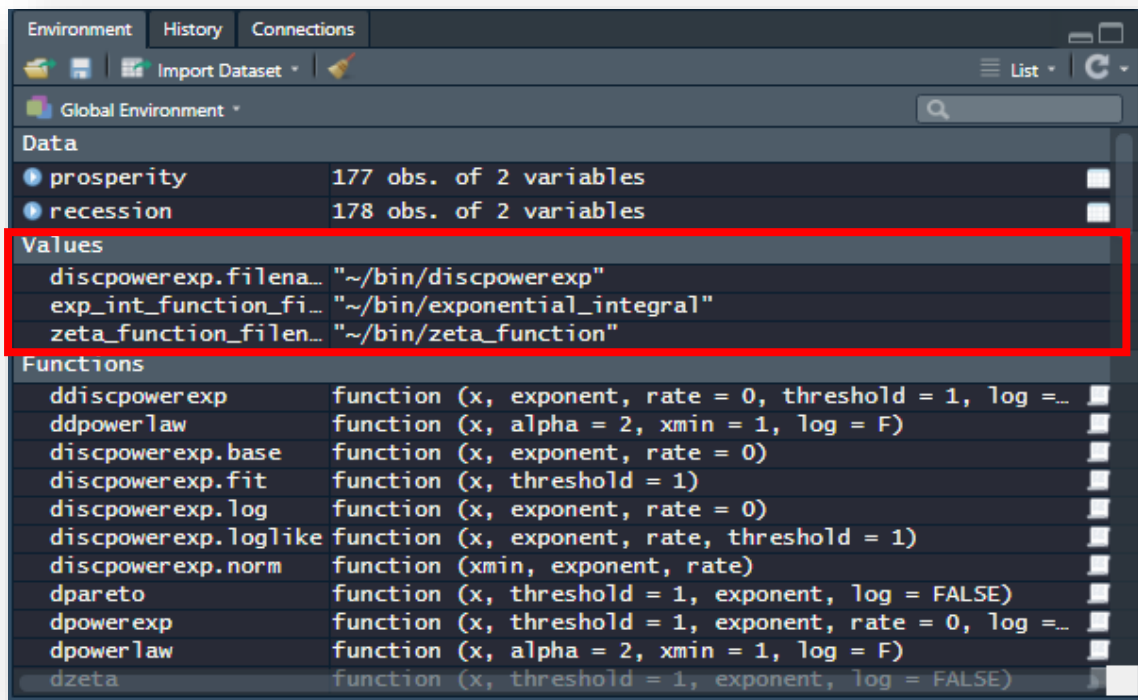 Environment History Connections
Import Dataset List
Global Environment
Data
prosperity 177 obs. of 2 variables
recession 178 obs. of 2 variables
Values
discpowerexp.filena… "~/bin/discpowerexp"
exp_int_function_fi… "~/bin/exponential_integral"
zeta_function_filen… "~/bin/zeta_function"
Functions
ddiscpowerexp function (x, exponent, rate = 0, threshold = 1, log =…
ddpowerlaw function (x, alpha = 2, xmin = 1, log = F)
discpowerexp.base function (x, exponent, rate = 0)
discpowerexp.fit function (x, threshold = 1)
discpowerexp.log function (x, exponent, rate = 0)
discpowerexp.loglike function (x, exponent, rate, threshold = 1)
discpowerexp.norm function (xmin, exponent, rate)
dpareto function (x, threshold = 1, exponent, log = FALSE)
dpowerexp function (x, threshold = 1, exponent, rate = 0, log =…
dpowerlaw function (x, alpha = 2, xmin = 1, log = F)
dzeta function (x, threshold = 1, exponent, log = FALSE)